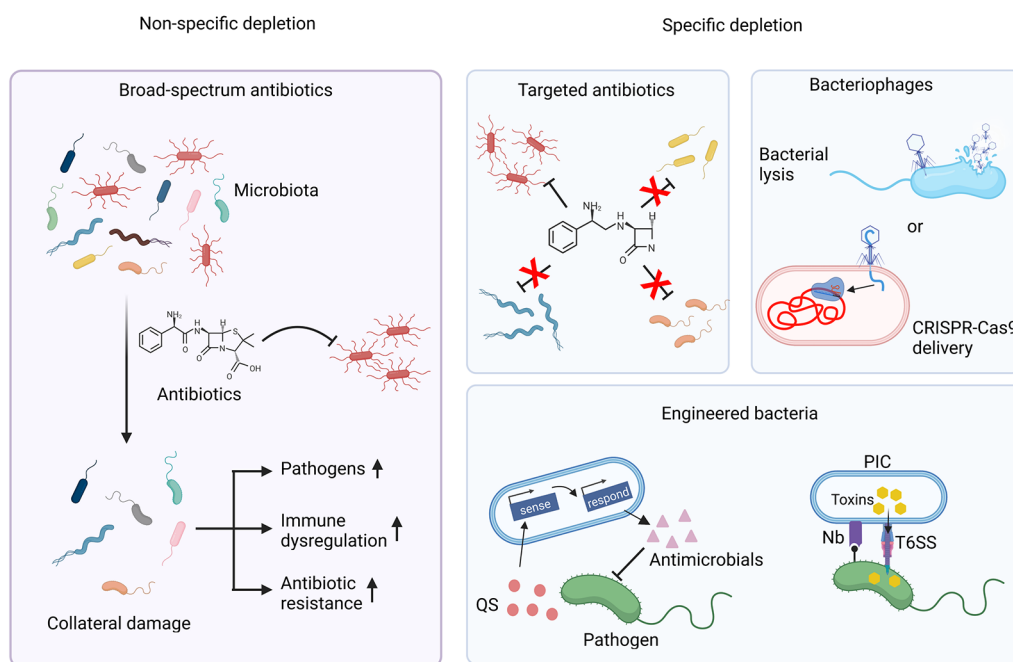 Non-specific depletion
Specific depletion
Broad-spectrum antibiotics
Microbiota
NH₂
H
N
H
S
O
N
O
O
OH
Antibiotics
Pathogens
Immune
dysregulation
Antibiotic
resistance
Collateral damage
Targeted antibiotics
NH₂
H
N
H
O
N
Bacteriophages
Bacterial
lysis
or
CRISPR-Cas9
delivery
Engineered bacteria
sense
respond
Antimicrobials
QS
Pathogen
PIC
Toxins
Nb
T6SS